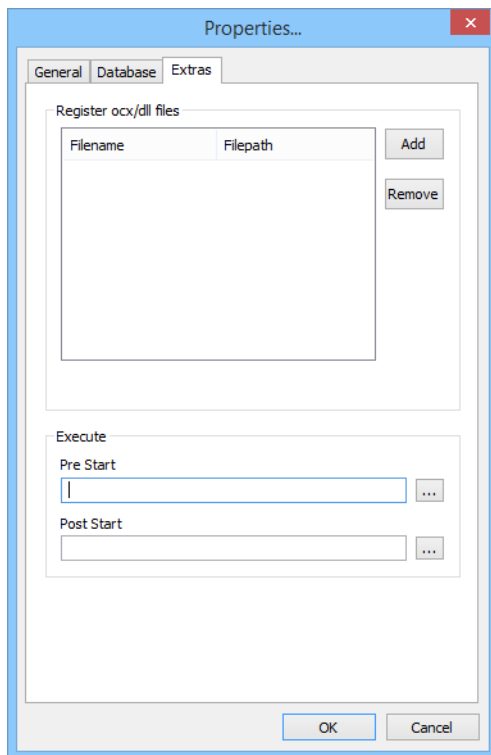 Properties...
General Database Extras
Register ocx/dll files
Filename Filepath Add
Remove
Execute
Pre Start
...
Post Start
...
OK Cancel